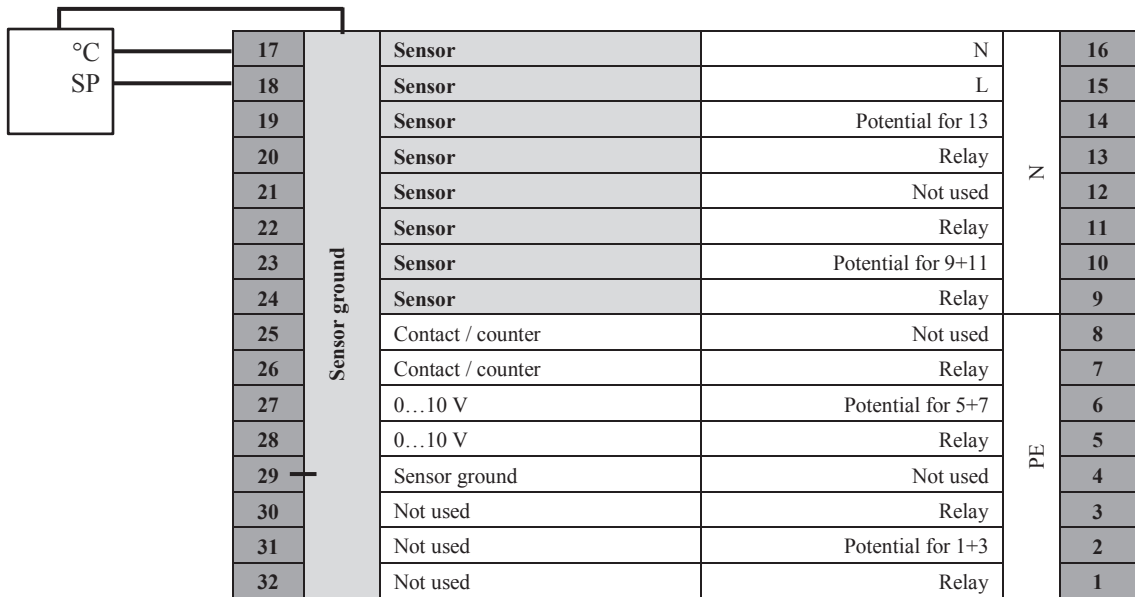 °C
SP
17 Sensor N 16
18 Sensor L 15
19 Sensor Potential for 13 14
20 Sensor Relay 13
21 Sensor Not used 12
22 Sensor Relay 11
23 Sensor Potential for 9+11 10
24 Sensor Relay 9
25 Contact / counter Not used 8
26 Contact / counter Relay 7
27 0…10 V Potential for 5+7 6
28 0…10 V Relay 5
29 Sensor ground Not used 4
30 Not used Relay 3
31 Not used Potential for 1+3 2
32 Not used Relay 1
Sensor ground
N
PE